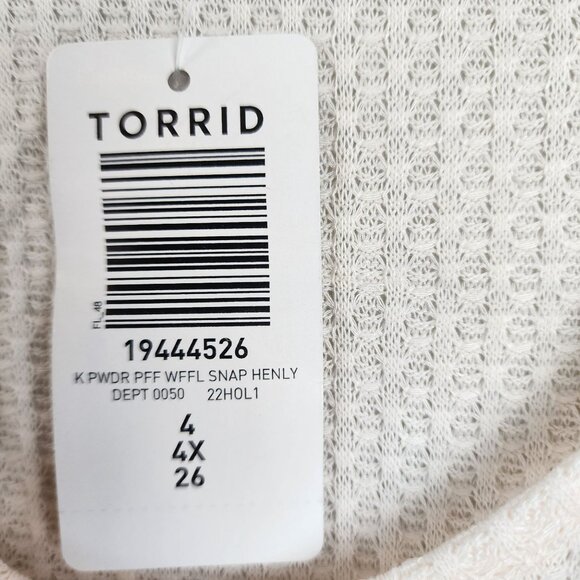 TORRID
FL_48
19444526
K PWDR PFF WFFL SNAP HENLY
DEPT 0050 22HOL1
4
4X
26